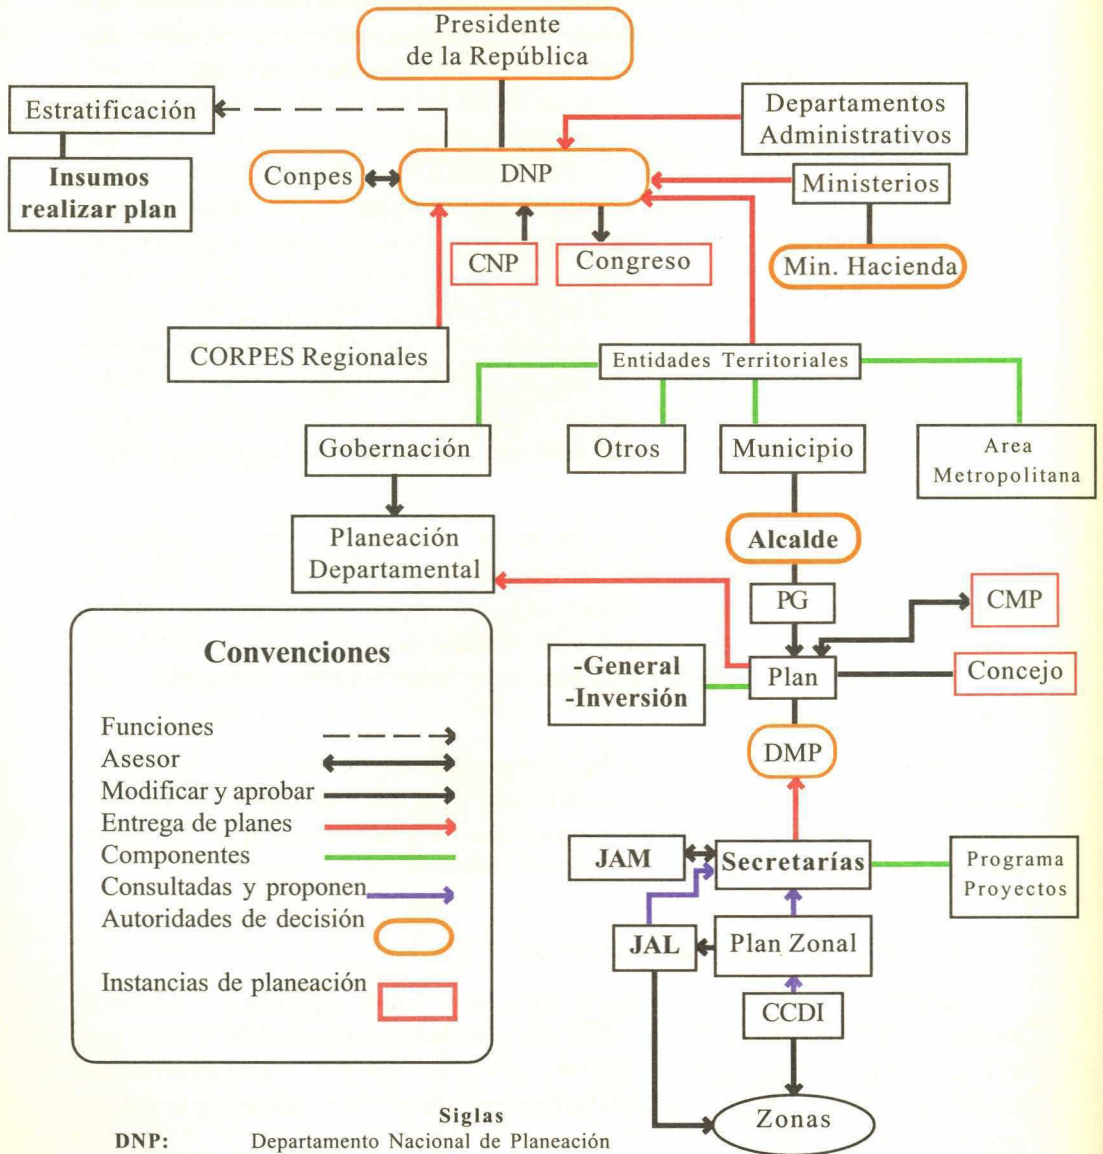 Presidente
de la República
Estratificación
Departamentos
Administrativos
Insumos
realizar plan
Conpes
DNP
Ministerios
CNP
Congreso
Min. Hacienda
CORPES Regionales
Entidades Territoriales
Gobernación
Otros
Municipio
Area
Metropolitana
Planeación
Departamental
Alcalde
PG
CMP
-General
-Inversión
Plan
Concejo
DMP
JAM
Secretarías
Programa
Proyectos
JAL
Plan Zonal
CCDI
Zonas
Convenciones
Funciones
Asesor
Modificar y aprobar
Entrega de planes
Componentes
Consultadas y proponen
Autoridades de decisión
Instancias de planeación
Siglas
DNP: Departamento Nacional de Planeación